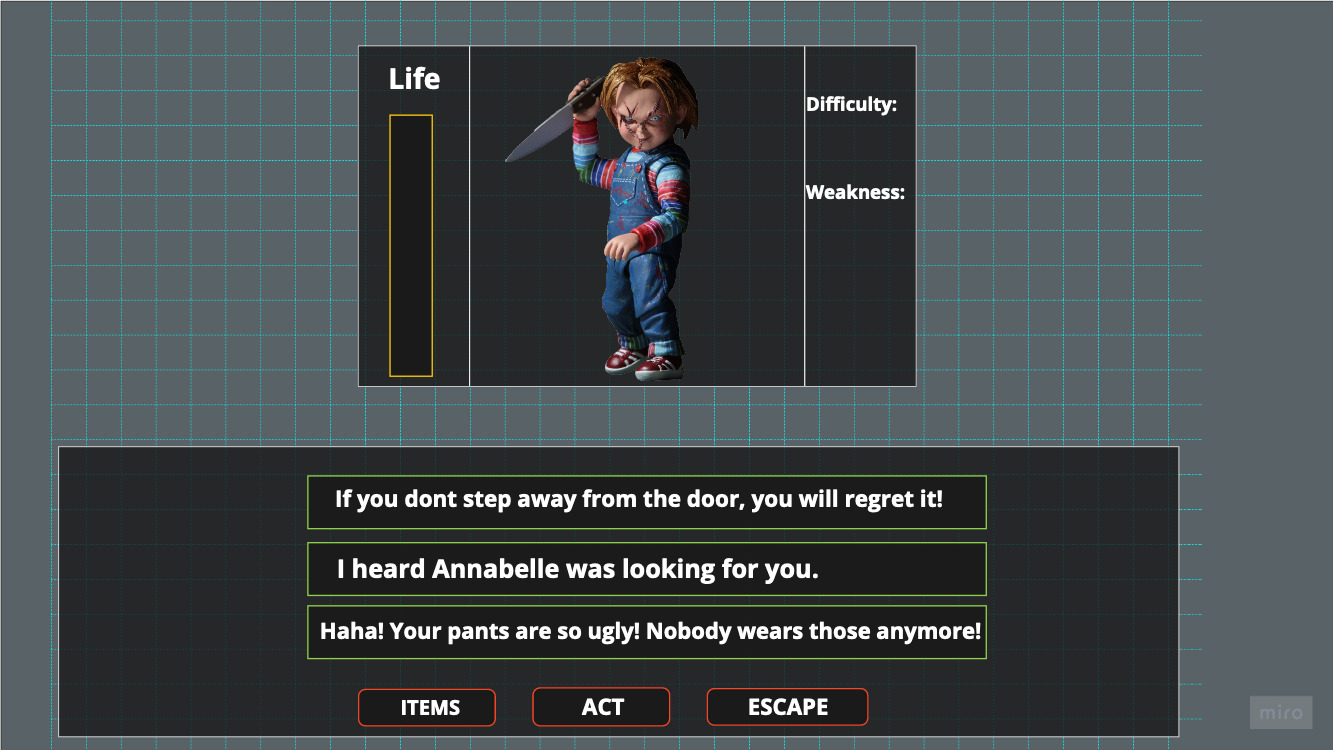 Life
Difficulty:
Weakness:
If you dont step away from the door, you will regret it!
I heard Annabelle was looking for you.
Haha! Your pants are so ugly! Nobody wears those anymore!
ITEMS
ACT
ESCAPE
miro